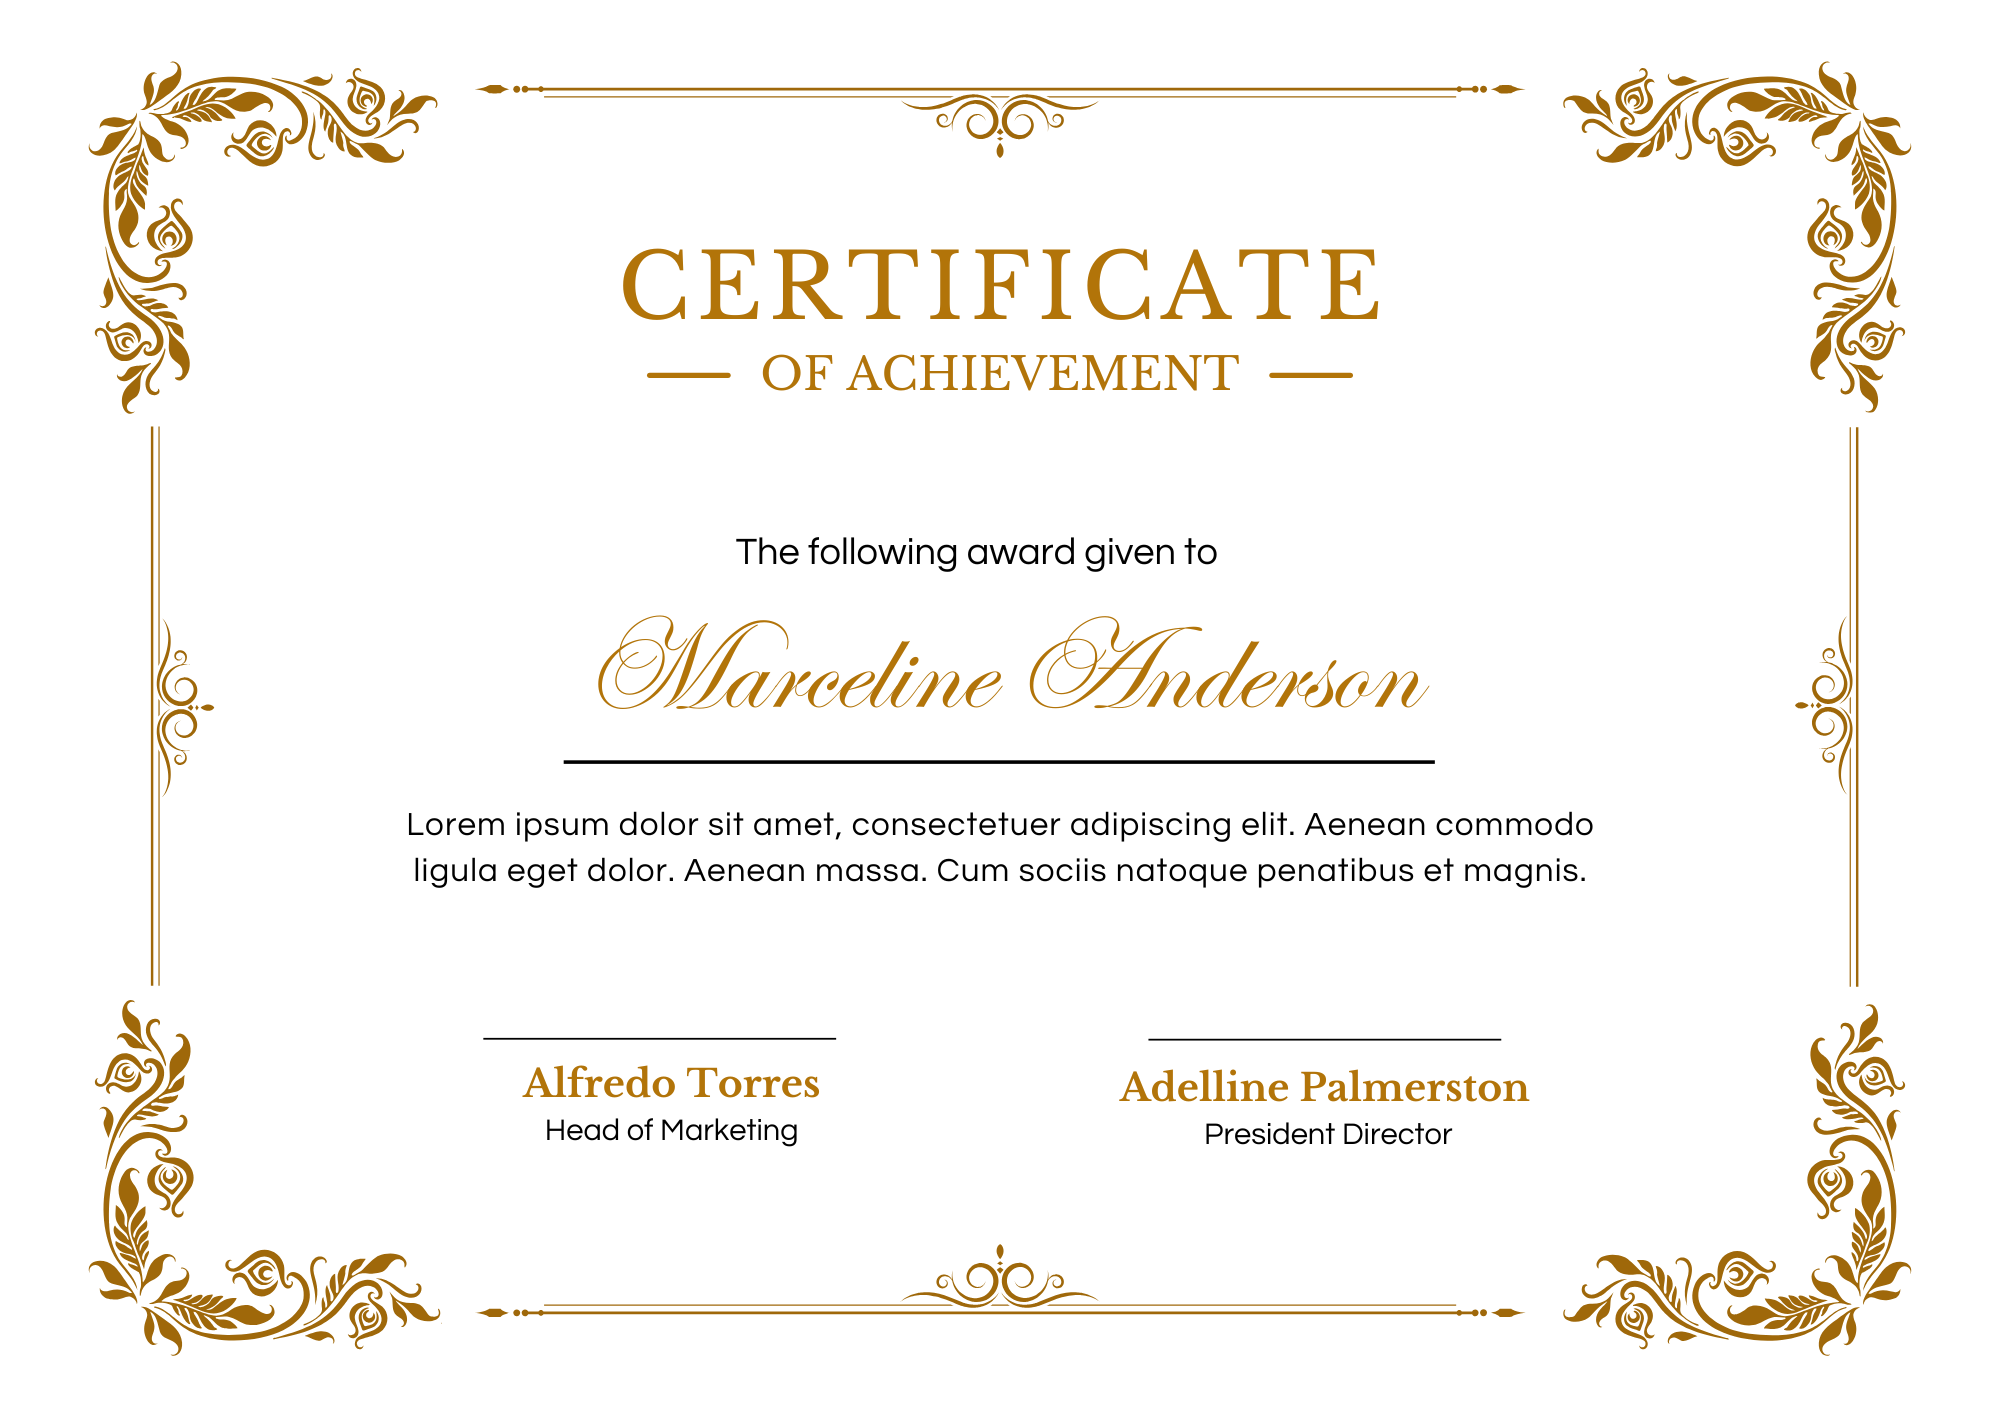 CERTIFICATE
OF ACHIEVEMENT
The following award given to
Marceline Anderson
Lorem ipsum dolor sit amet, consectetuer adipiscing elit. Aenean commodo
ligula eget dolor. Aenean massa. Cum sociis natoque penatibus et magnis.
Alfredo Torres
Head of Marketing
Adelline Palmerston
President Director